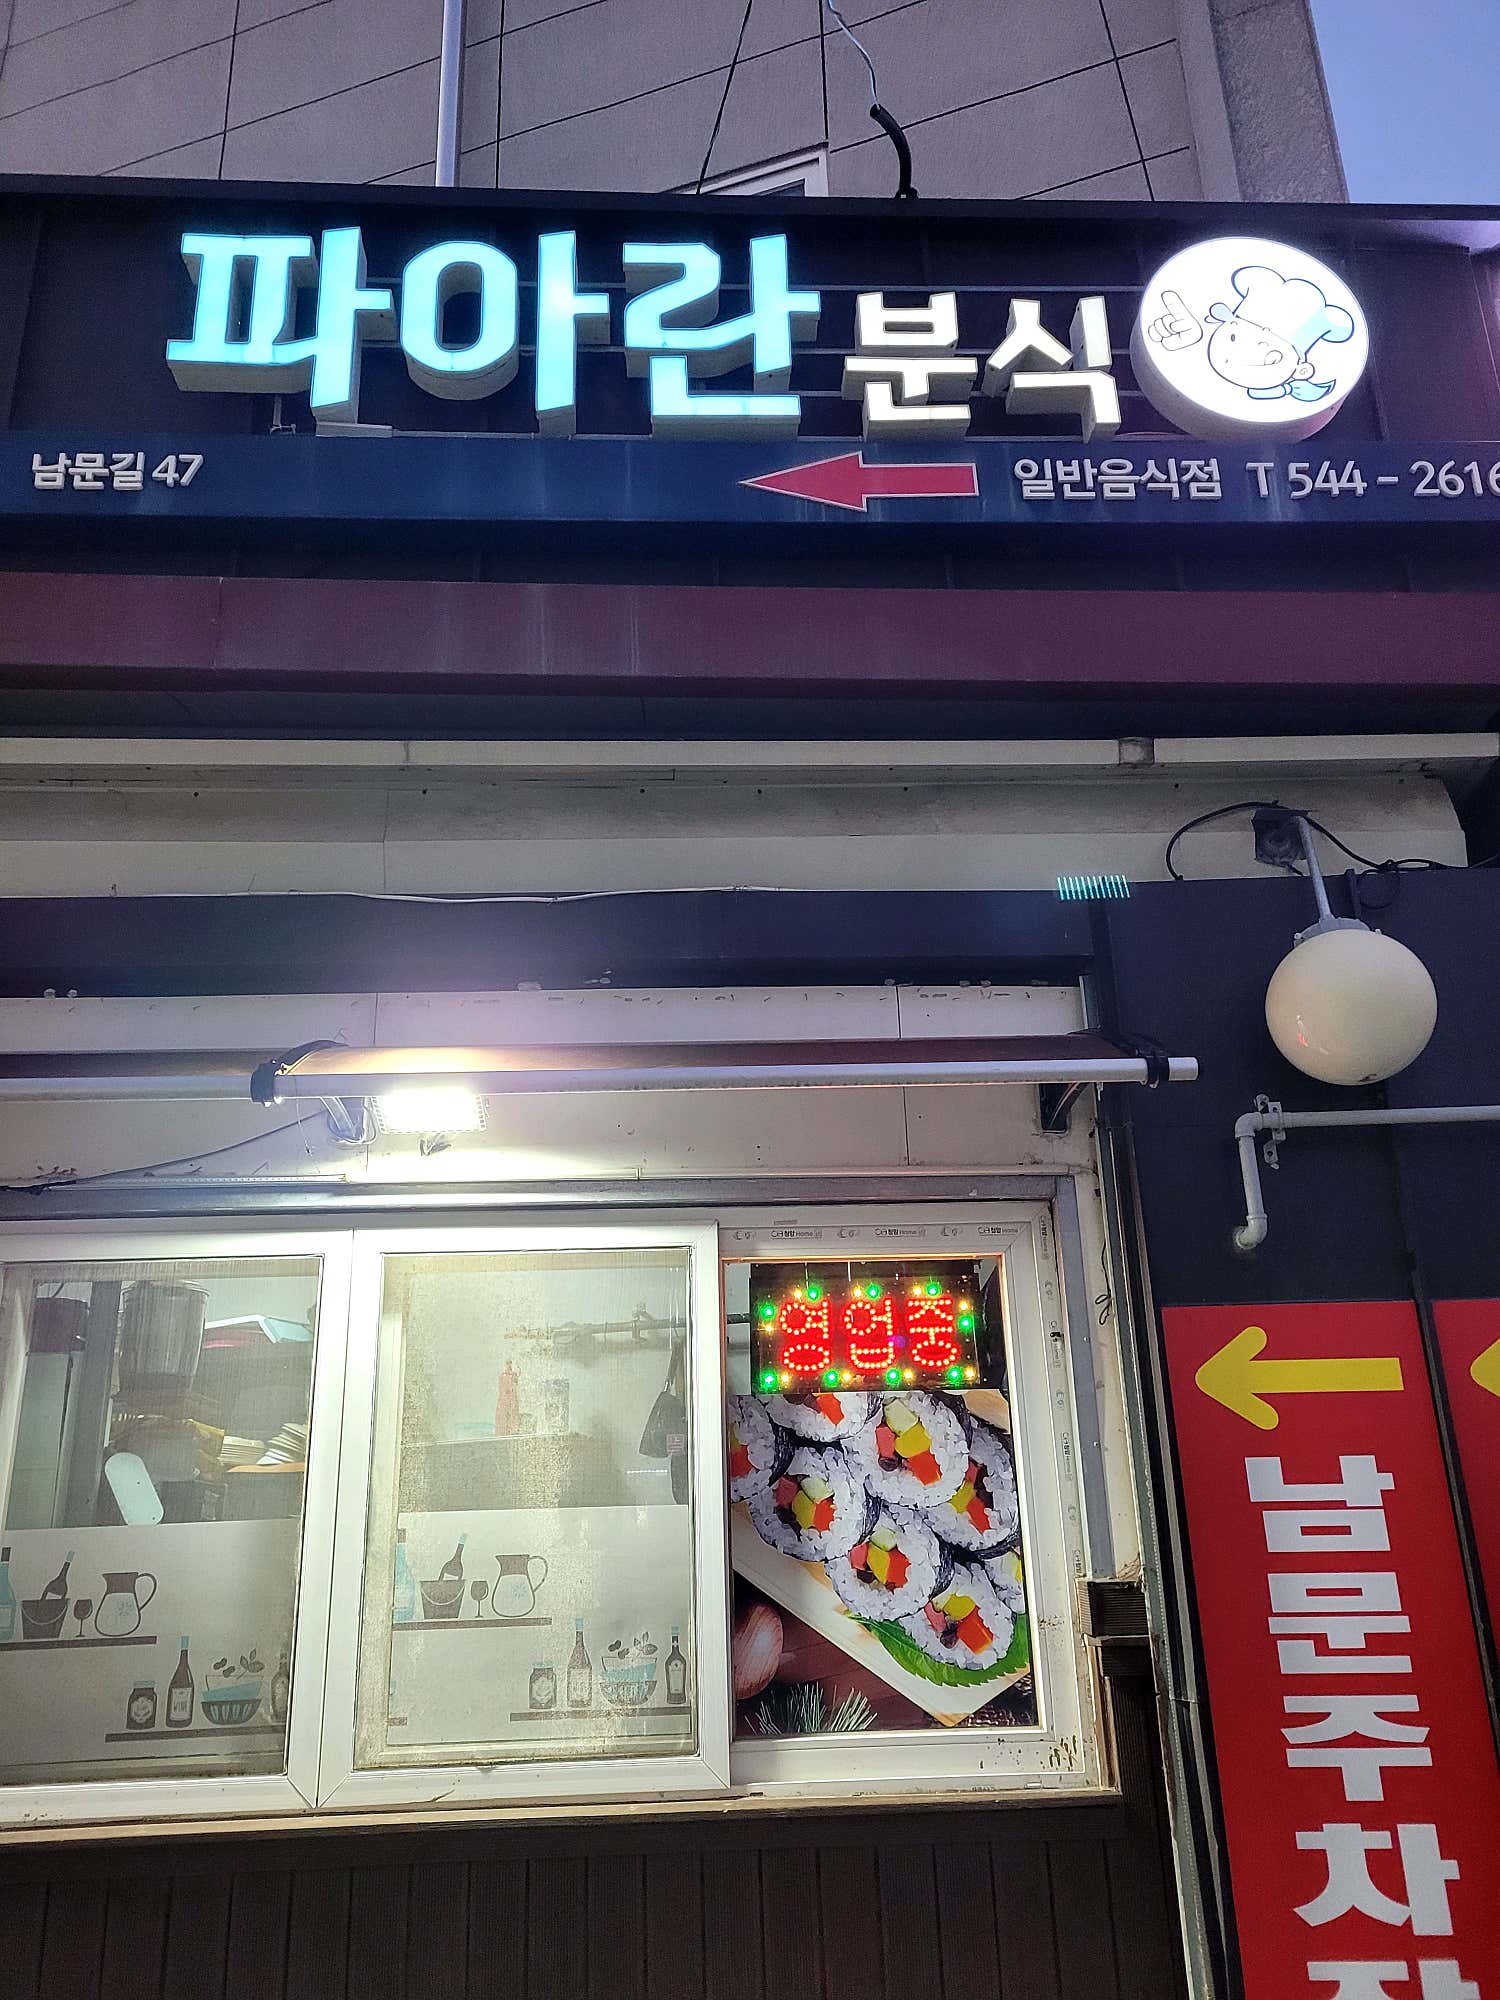 파아란 분식
남문길 47
일반음식점 T 544-2616
영업중
남문주차장